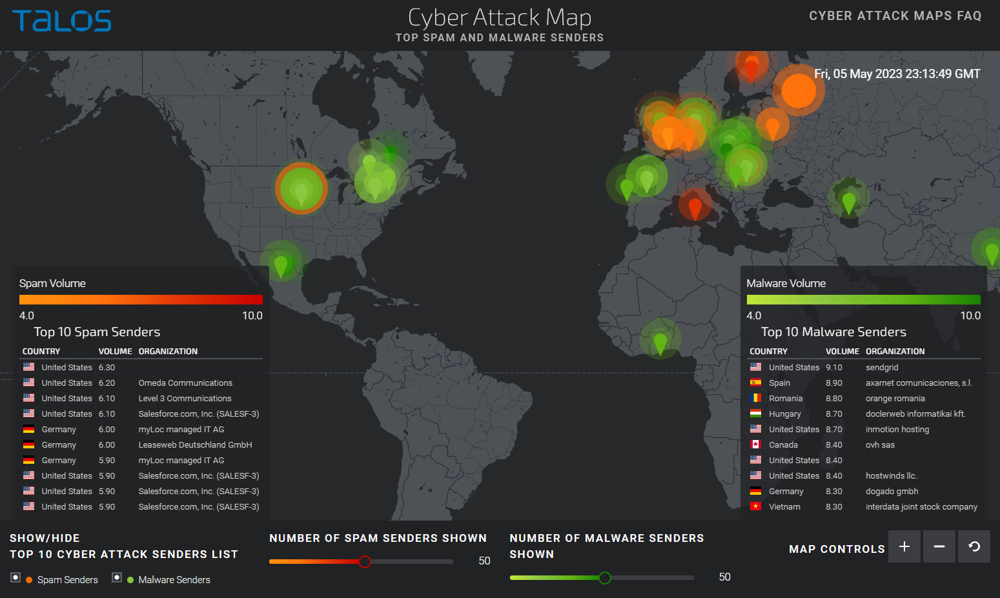 TALOS
Cyber Attack Map
TOP SPAM AND MALWARE SENDERS
CYBER ATTACK MAPS FAQ
Fri, 05 May 2023 23:13:49 GMT
Spam Volume
4.0 10.0
Top 10 Spam Senders
COUNTRY VOLUME ORGANIZATION
United States 6.30
United States 6.20 Omeda Communications
United States 6.10 Level 3 Communications
United States 6.10 Salesforce.com, Inc. (SALESF-3)
Germany 6.00 myLoc managed IT AG
Germany 6.00 Leaseweb Deutschland GmbH
Germany 5.90 myLoc managed IT AG
United States 5.90 Salesforce.com, Inc. (SALESF-3)
United States 5.90 Salesforce.com, Inc. (SALESF-3)
United States 5.90 Salesforce.com, Inc. (SALESF-3)
Malware Volume
4.0 10.0
Top 10 Malware Senders
COUNTRY VOLUME ORGANIZATION
United States 9.10 sendgrid
Spain 8.90 axarnet comunicaciones, s.l.
Romania 8.80 orange romania
Hungary 8.70 doclerweb informatikai kft.
United States 8.70 inmotion hosting
Canada 8.40 ovh sas
United States 8.40
United States 8.40 hostwinds llc.
Germany 8.30 dogado gmbh
Vietnam 8.30 interdata joint stock company
SHOW/HIDE
TOP 10 CYBER ATTACK SENDERS LIST
Spam Senders Malware Senders
NUMBER OF SPAM SENDERS SHOWN
50
NUMBER OF MALWARE SENDERS
SHOWN
50
MAP CONTROLS + −